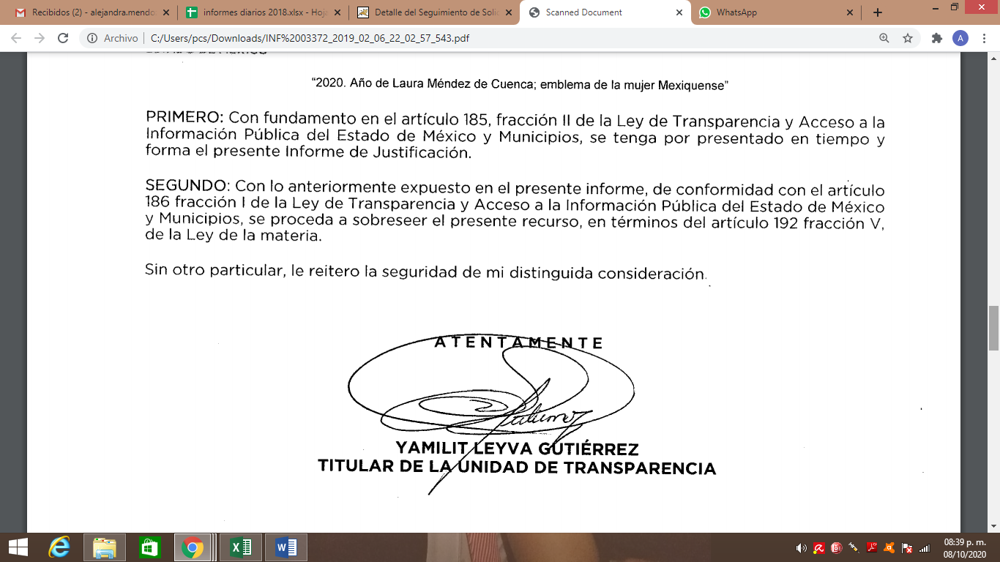 Recibidos (2) - alejandra.mendo
informes diarios 2018.xlsx - Hoja
Detalle del Seguimiento de Solic
Scanned Document
WhatsApp
Archivo
C:/Users/pcs/Downloads/INF%2003372_2019_02_06_22_02_57_543.pdf
A
“2020. Año de Laura Méndez de Cuenca; emblema de la mujer Mexiquense”
PRIMERO: Con fundamento en el artículo 185, fracción II de la Ley de Transparencia y Acceso a la
Información Pública del Estado de México y Municipios, se tenga por presentado en tiempo y
forma el presente Informe de Justificación.
SEGUNDO: Con lo anteriormente expuesto en el presente informe, de conformidad con el artículo
186 fracción I de la Ley de Transparencia y Acceso a la Información Pública del Estado de México
y Municipios, se proceda a sobreseer el presente recurso, en términos del artículo 192 fracción V,
de la Ley de la materia.
Sin otro particular, le reitero la seguridad de mi distinguida consideración.
A T E N T A M E N T E
YAMILIT LEYVA GUTIÉRREZ
TITULAR DE LA UNIDAD DE TRANSPARENCIA
08:39 p. m.
08/10/2020